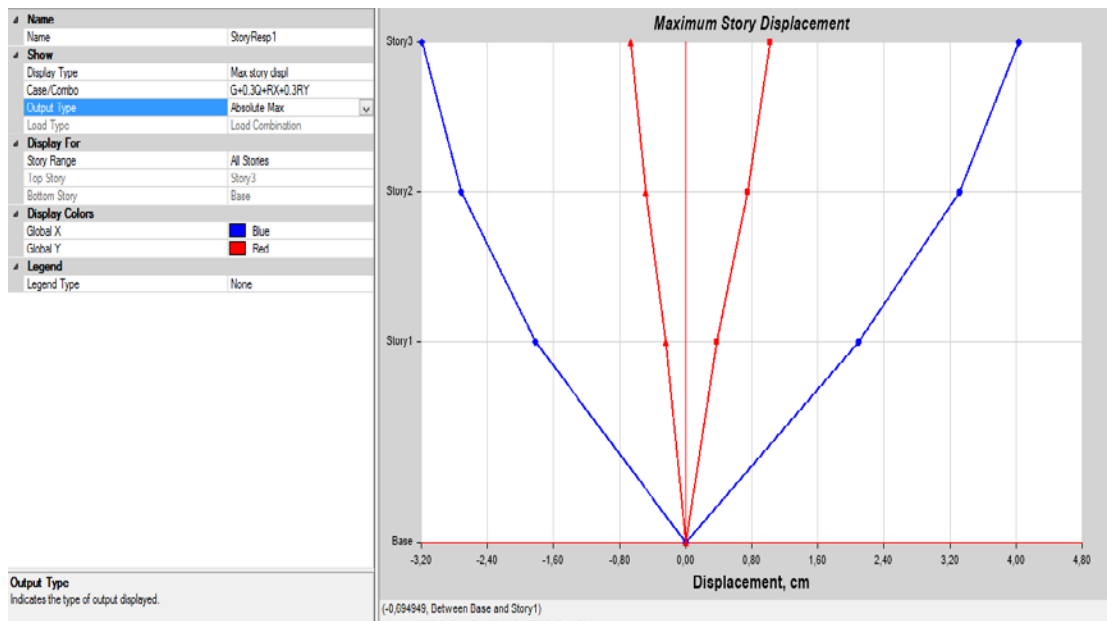 Name
Name StoryResp1
Show
Display Type Max story displ
Case/Combo G+0.3Q+RX+0.3RY
Output Type Absolute Max
Load Type Load Combination
Display For
Story Range All Stories
Top Story Story3
Bottom Story Base
Display Colors
Global X Blue
Global Y Red
Legend
Legend Type None
Output Type
Indicates the type of output displayed.
Maximum Story Displacement
Story3
Story2
Story1
Base
-3,20 -2,40 -1,60 -0,80 0,00 0,80 1,60 2,40 3,20 4,00 4,80
Displacement, cm
(-0,694949, Between Base and Story1)